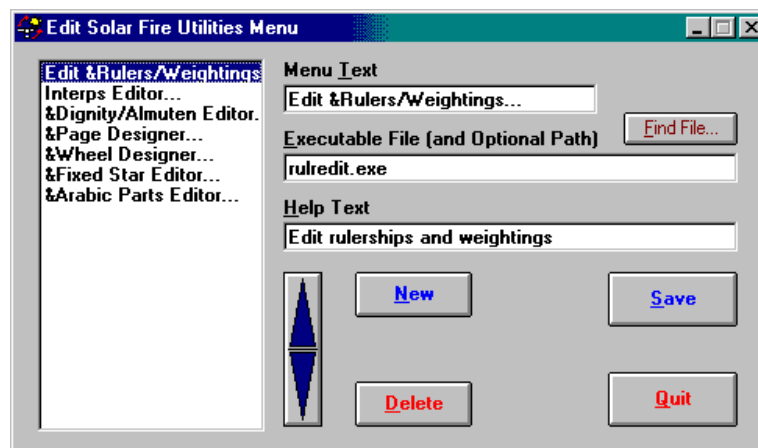 Edit Solar Fire Utilities Menu
Edit &Rulers/Weightings
Interps Editor...
&Dignity/Almuten Editor.
&Page Designer...
&Wheel Designer...
&Fixed Star Editor...
&Arabic Parts Editor...
Menu Text
Edit &Rulers/Weightings...
Find File...
Executable File (and Optional Path)
rulredit.exe
Help Text
Edit rulerships and weightings
New
Save
Delete
Quit